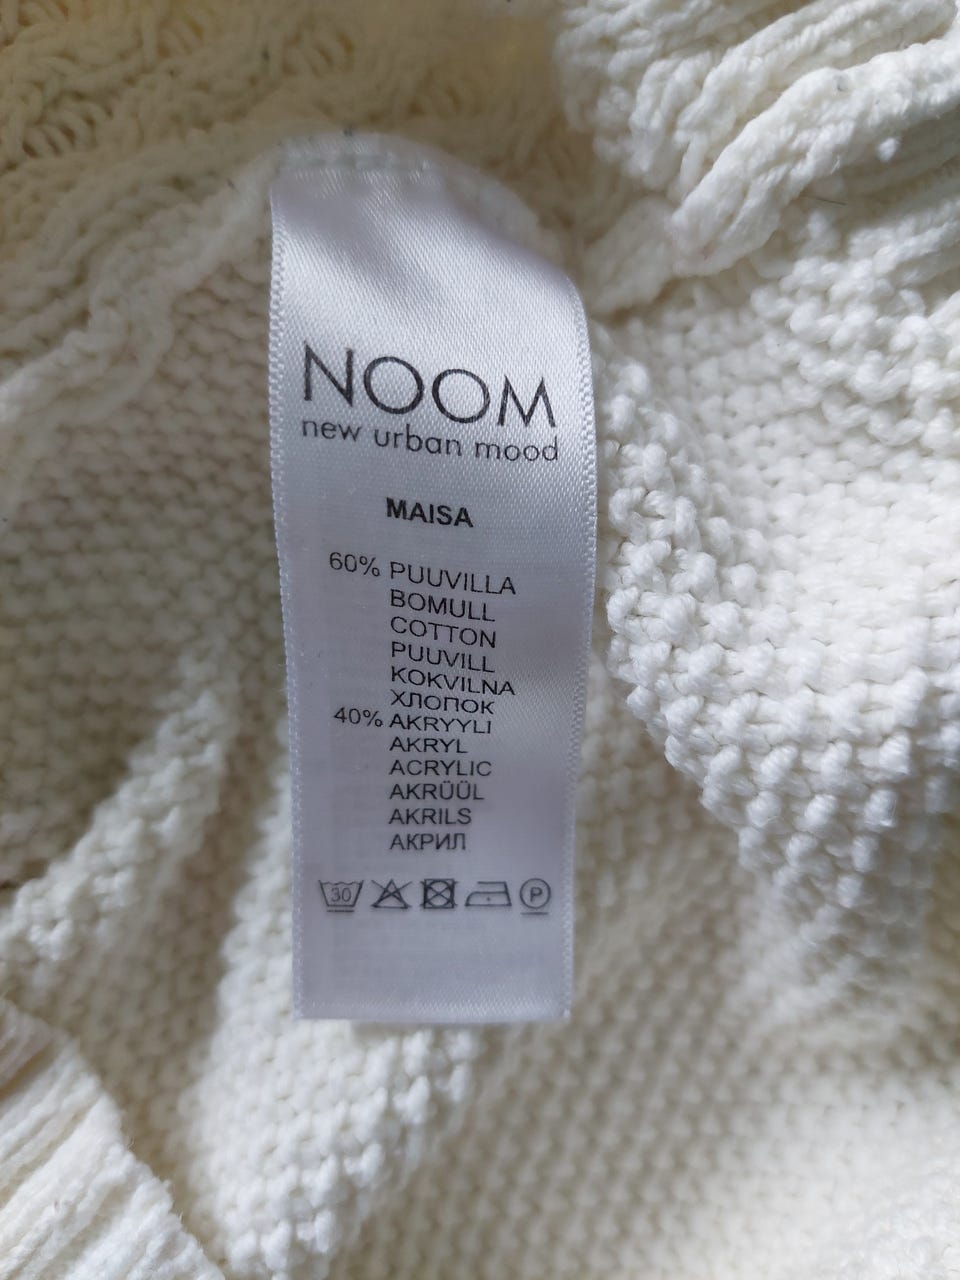 NOOM
new urban mood
MAISA
60% PUUVILLA
BOMULL
COTTON
PUUVILL
KOKVILNA
ХЛОПОК
40% AKRYYLI
AKRYL
ACRYLIC
AKRÜÜL
AKRILS
АКРИЛ
30 P